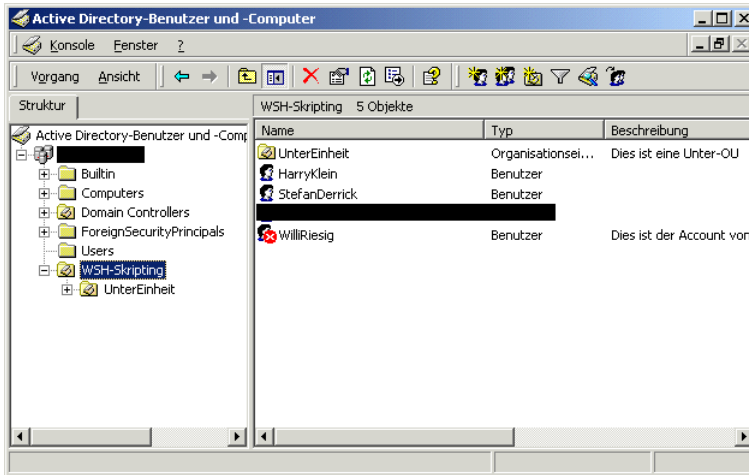 Active Directory-Benutzer und -Computer
Konsole Fenster ?
Vorgang Ansicht
Struktur WSH-Skripting 5 Objekte
Active Directory-Benutzer und -Comp
Name Typ Beschreibung
UnterEinheit Organisationsei... Dies ist eine Unter-OU
Builtin
HarryKlein Benutzer
Computers
StefanDerrick Benutzer
Domain Controllers
ForeignSecurityPrincipals
WilliRiesig Benutzer Dies ist der Account von
Users
WSH-Skripting
UnterEinheit